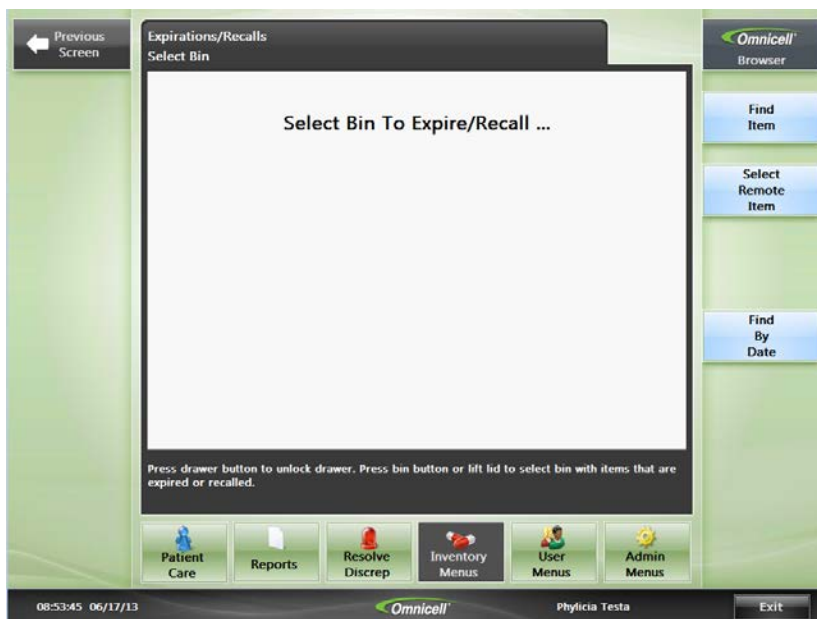 Previous
Screen
Expirations/Recalls
Select Bin
Omnicell
Browser
Select Bin To Expire/Recall ...
Find
Item
Select
Remote
Item
Find
By
Date
Press drawer button to unlock drawer. Press bin button or lift lid to select bin with items that are
expired or recalled.
Patient
Care
Reports
Resolve
Discrep
Inventory
Menus
User
Menus
Admin
Menus
08:53:45 06/17/13
Omnicell
Phylicia Testa
Exit